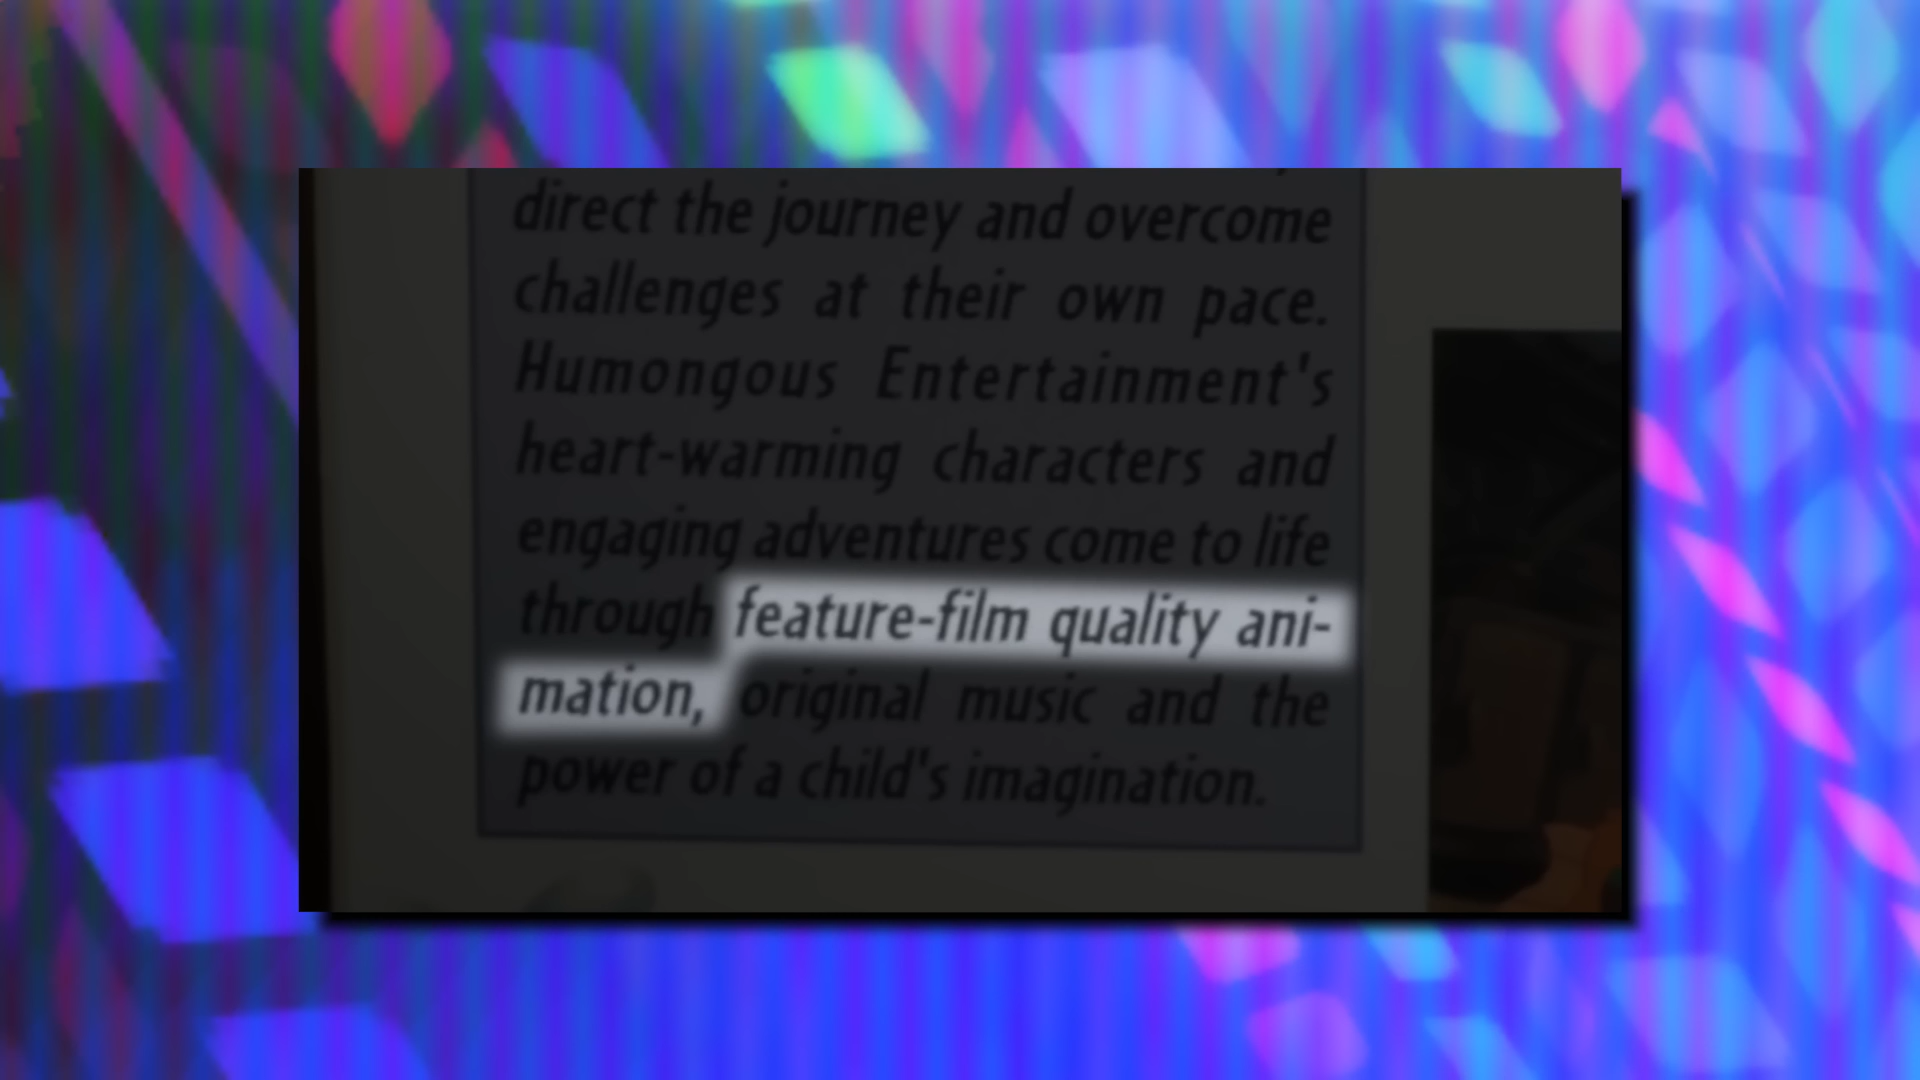 direct the journey and overcome
challenges at their own pace.
Humongous Entertainment's
heart-warming characters and
engaging adventures come to life
through feature-film quality ani-
mation, original music and the
power of a child's imagination.